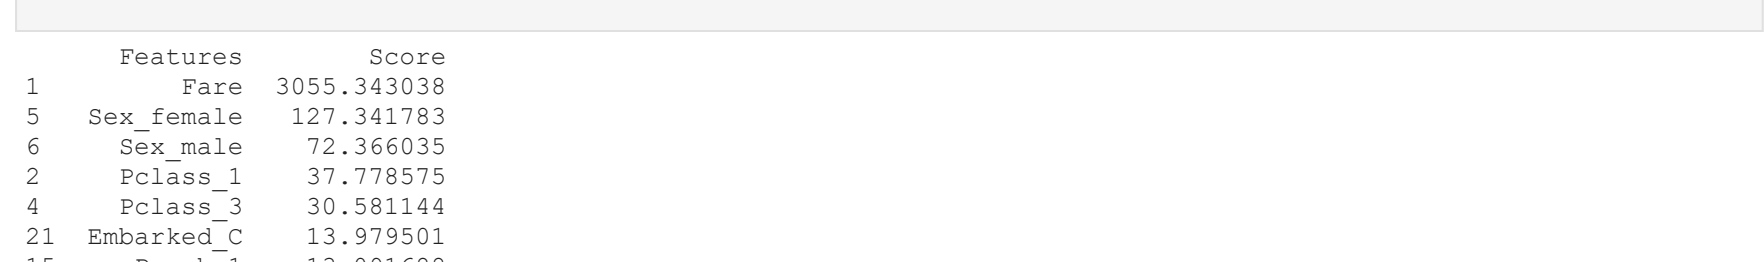 Features Score
1 Fare 3055.343038
5 Sex_female 127.341783
6 Sex_male 72.366035
2 Pclass_1 37.778575
4 Pclass_3 30.581144
21 Embarked_C 13.979501